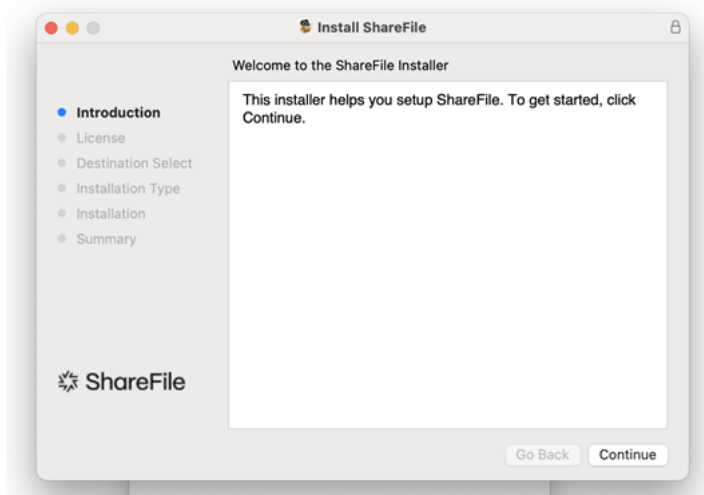 Install ShareFile
Welcome to the ShareFile Installer
Introduction
License
Destination Select
Installation Type
Installation
Summary
This installer helps you setup ShareFile. To get started, click
Continue.
ShareFile
Go Back
Continue